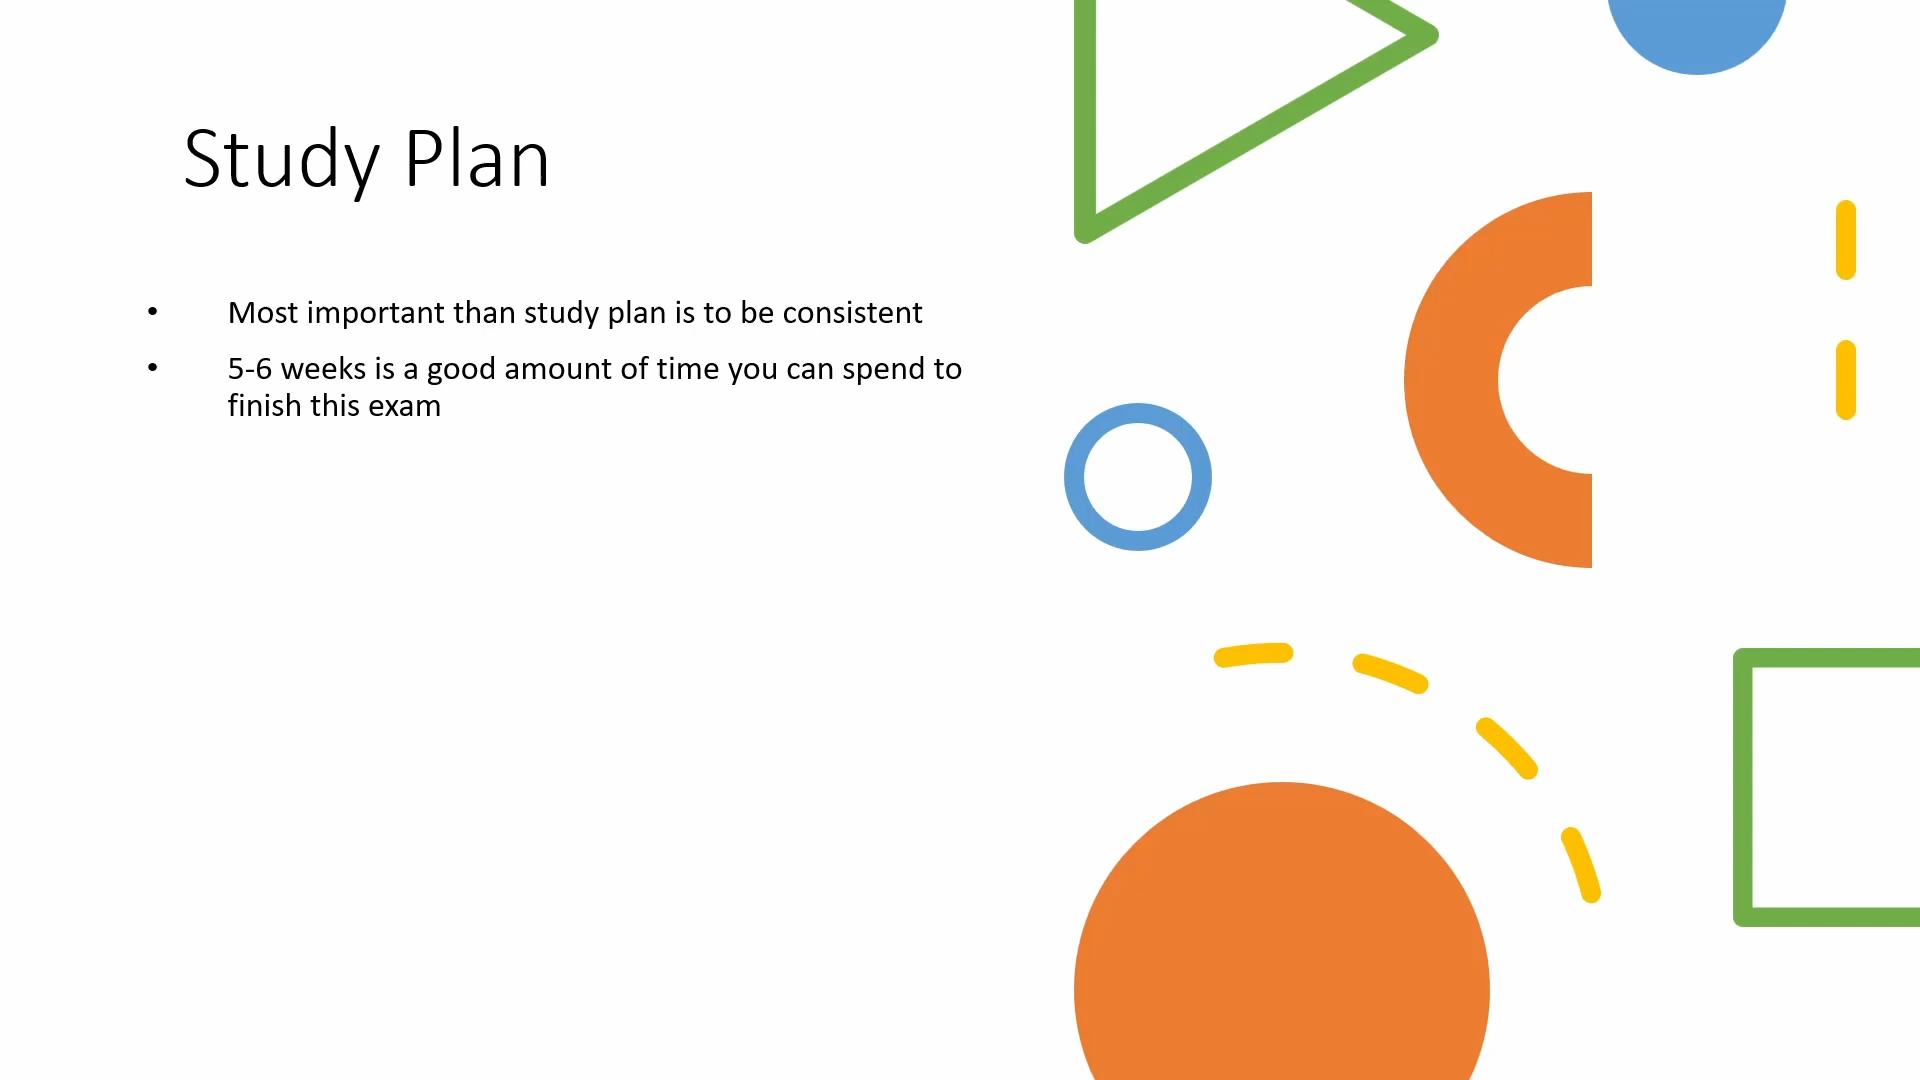 Study Plan
• Most important than study plan is to be consistent
• 5-6 weeks is a good amount of time you can spend to
finish this exam